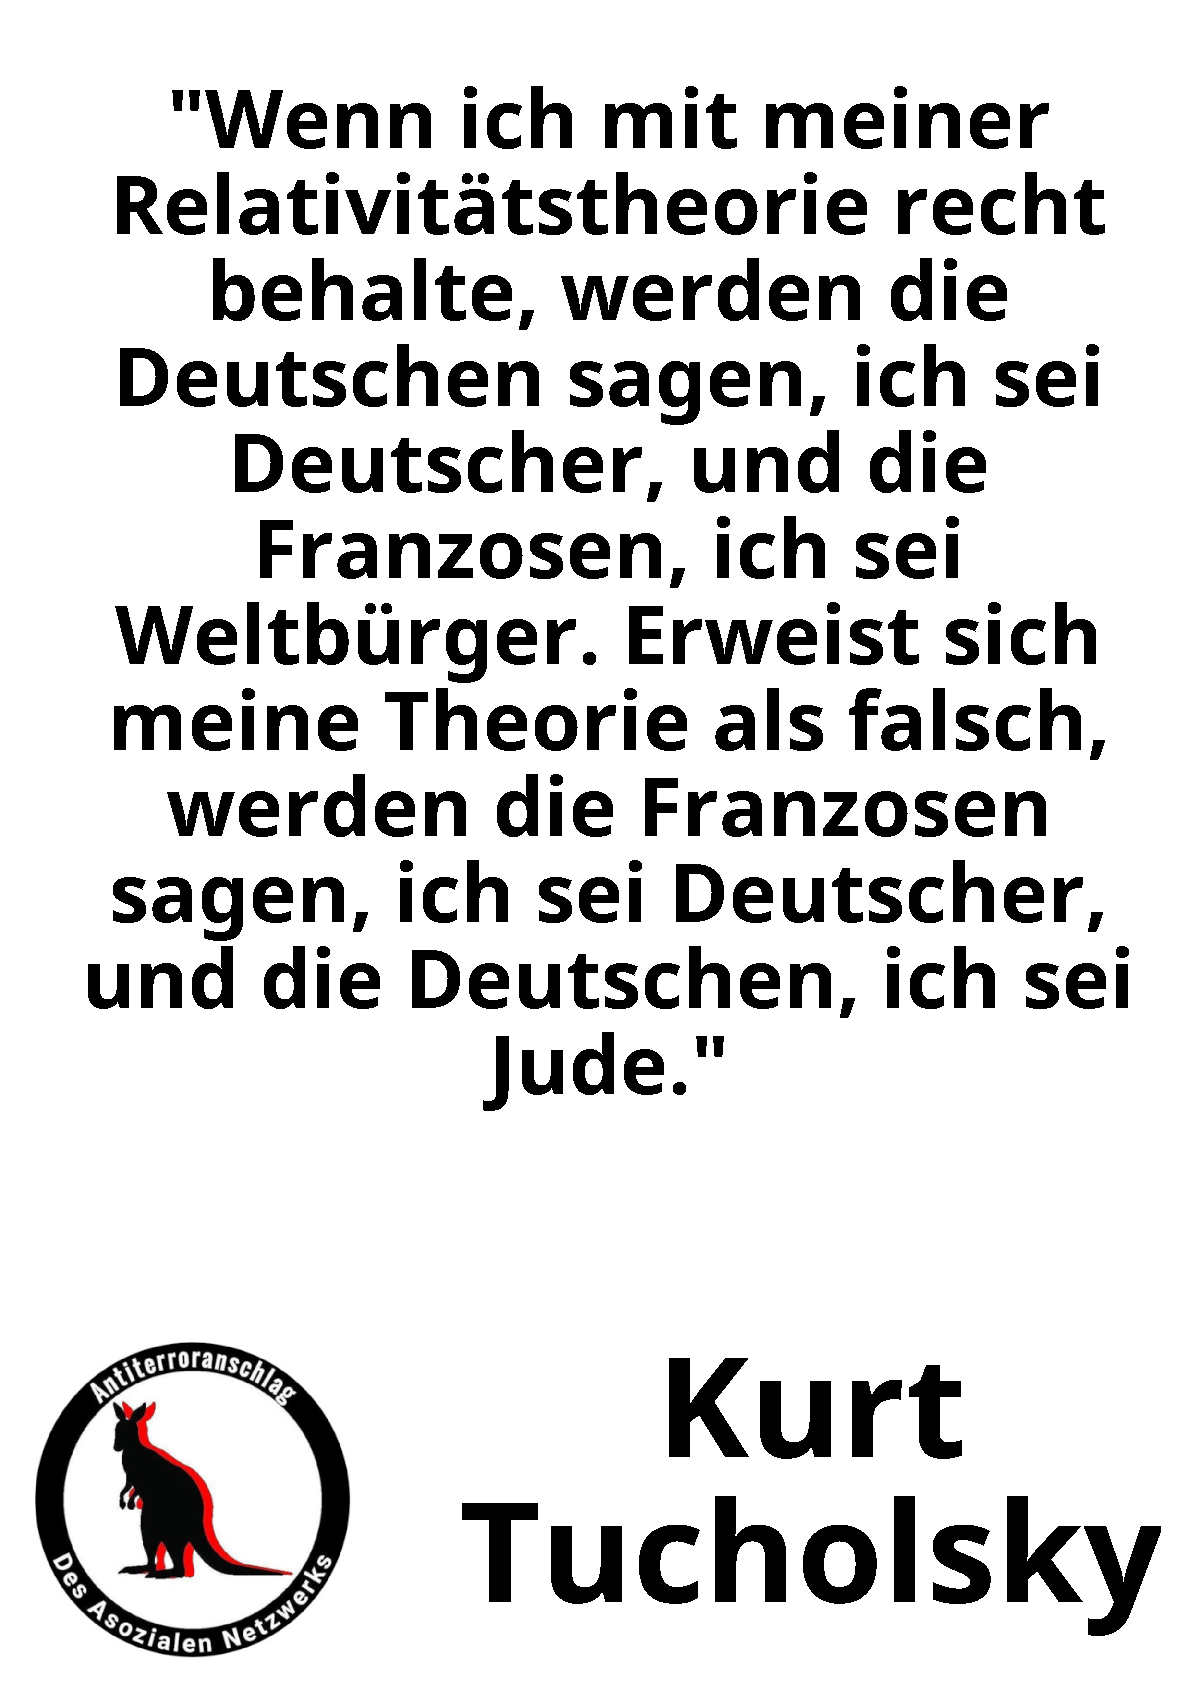 "Wenn ich mit meiner
Relativitätstheorie recht
behalte, werden die
Deutschen sagen, ich sei
Deutscher, und die
Franzosen, ich sei
Weltbürger. Erweist sich
meine Theorie als falsch,
werden die Franzosen
sagen, ich sei Deutscher,
und die Deutschen, ich sei
Jude."
Antiterroranschlag
Des Asozialen Netzwerks
Kurt
Tucholsky